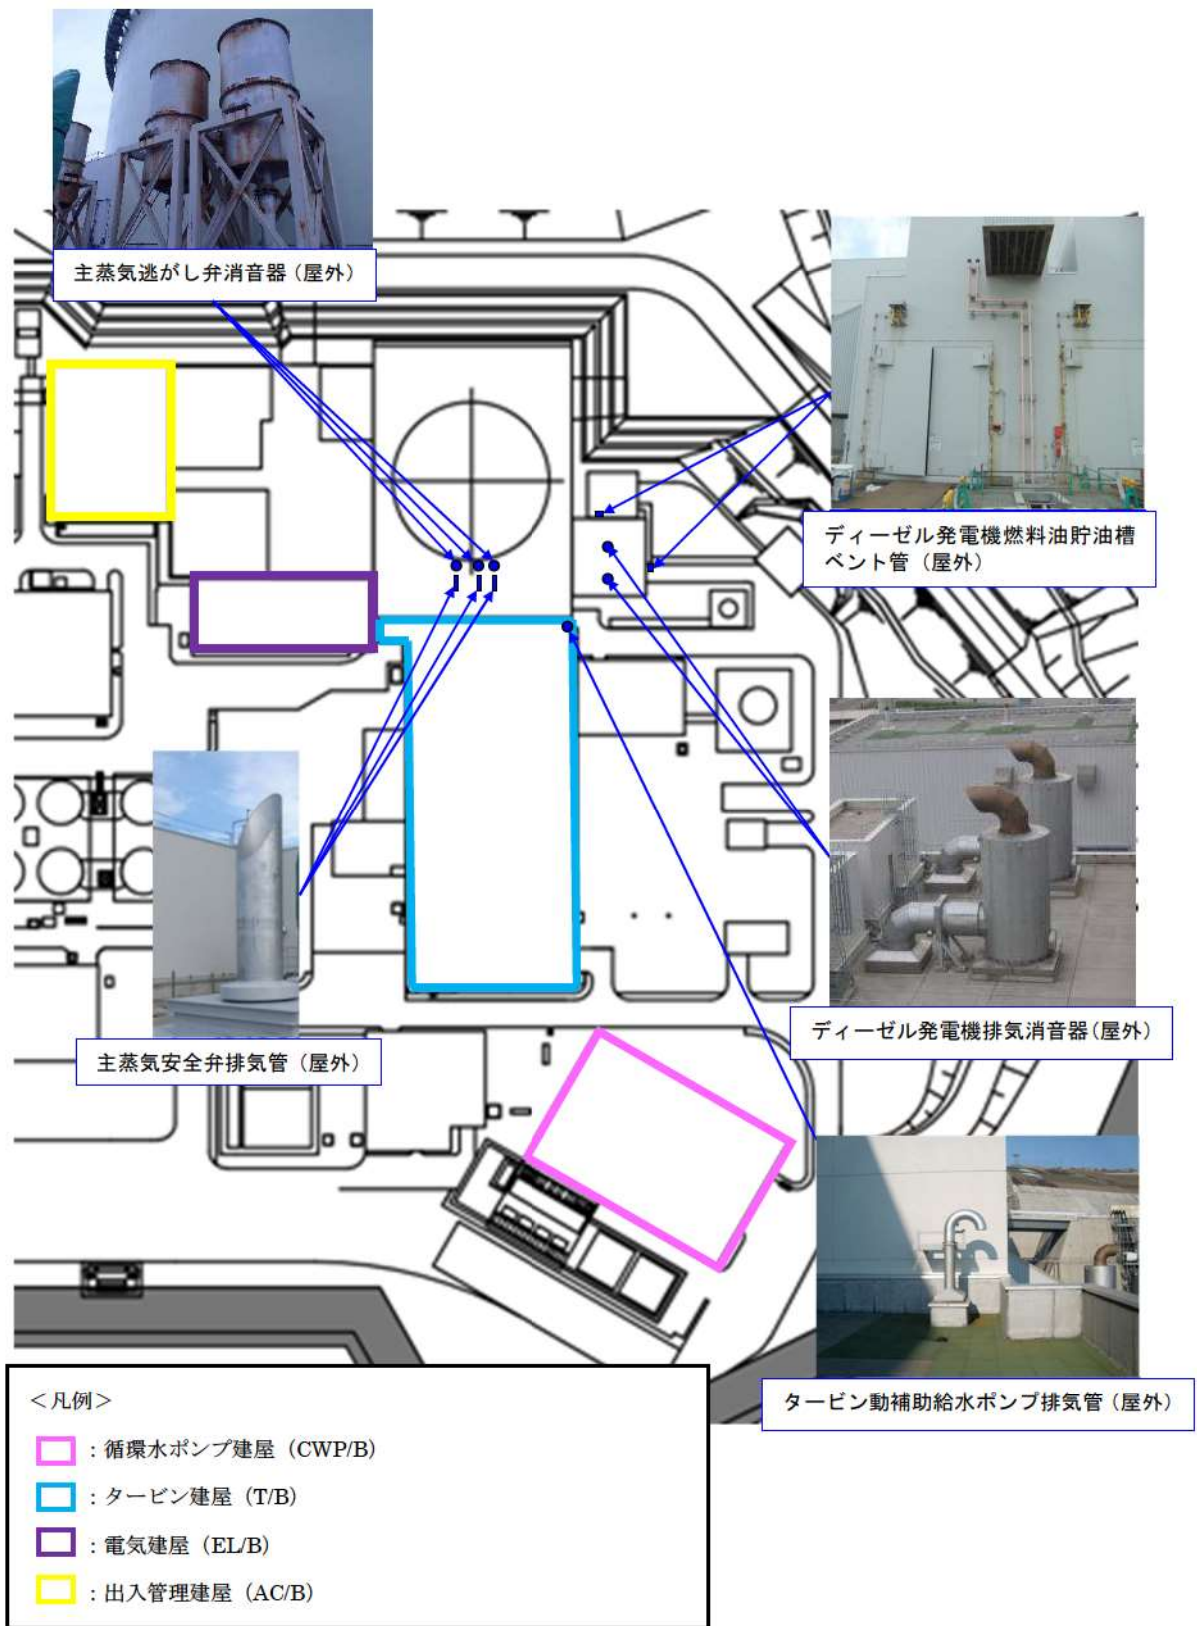 主蒸気逃がし弁消音器（屋外）
ディーゼル発電機燃料油貯油槽
ベント管（屋外）
主蒸気安全弁排気管（屋外）
ディーゼル発電機排気消音器（屋外）
タービン動補助給水ポンプ排気管（屋外）
＜凡例＞
：循環水ポンプ建屋（CWP/B）
：タービン建屋（T/B）
：電気建屋（EL/B）
：出入管理建屋（AC/B）